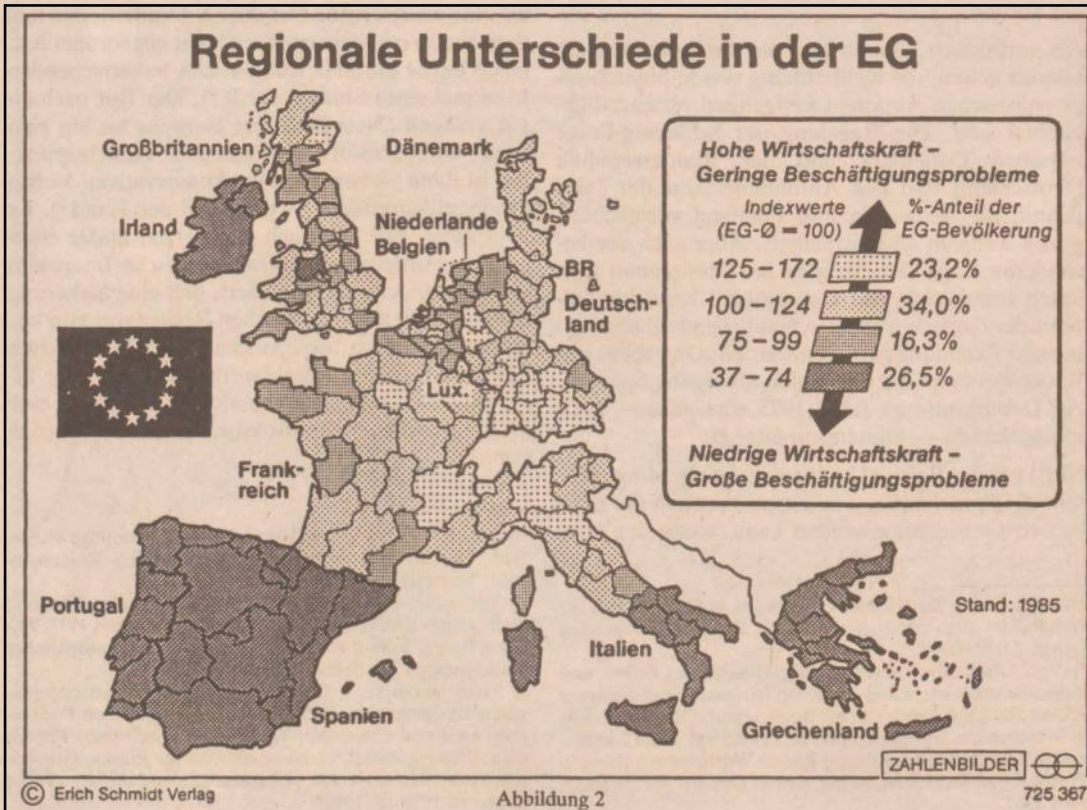 Regionale Unterschiede in der EG
Großbritannien
Dänemark
Irland
Niederlande
Belgien
BR
Deutsch-
land
Lux.
Frank-
reich
Portugal
Spanien
Italien
Griechenland
Hohe Wirtschaftskraft –
Geringe Beschäftigungsprobleme
Indexwerte %-Anteil der
(EG-Ø = 100) EG-Bevölkerung
125 – 172 23,2%
100 – 124 34,0%
75 – 99 16,3%
37 – 74 26,5%
Niedrige Wirtschaftskraft –
Große Beschäftigungsprobleme
Stand: 1985
ZAHLENBILDER
© Erich Schmidt Verlag
Abbildung 2
725 367